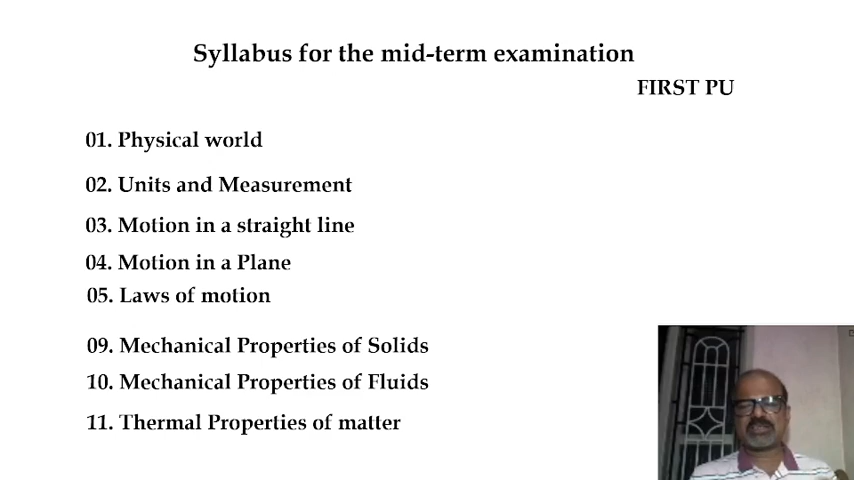 Syllabus for the mid-term examination
FIRST PU
01. Physical world
02. Units and Measurement
03. Motion in a straight line
04. Motion in a Plane
05. Laws of motion
09. Mechanical Properties of Solids
10. Mechanical Properties of Fluids
11. Thermal Properties of matter